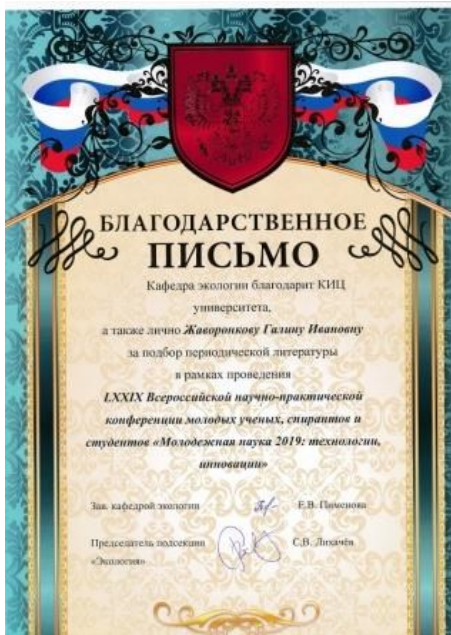 БЛАГОДАРСТВЕННОЕ
ПИСЬМО
Кафедра экологии благодарит КИЦ
университета,
а также лично Жаворонкову Галину Ивановну
за подбор периодической литературы
в рамках проведения
LXXIX Всероссийской научно-практической
конференции молодых ученых, спирантов и
студентов «Молодежная наука 2019: технологии,
инновации»
Зав. кафедрой экологии Е.В. Пименова
Председатель подсекции С.В. Лихачёв
«Экология»